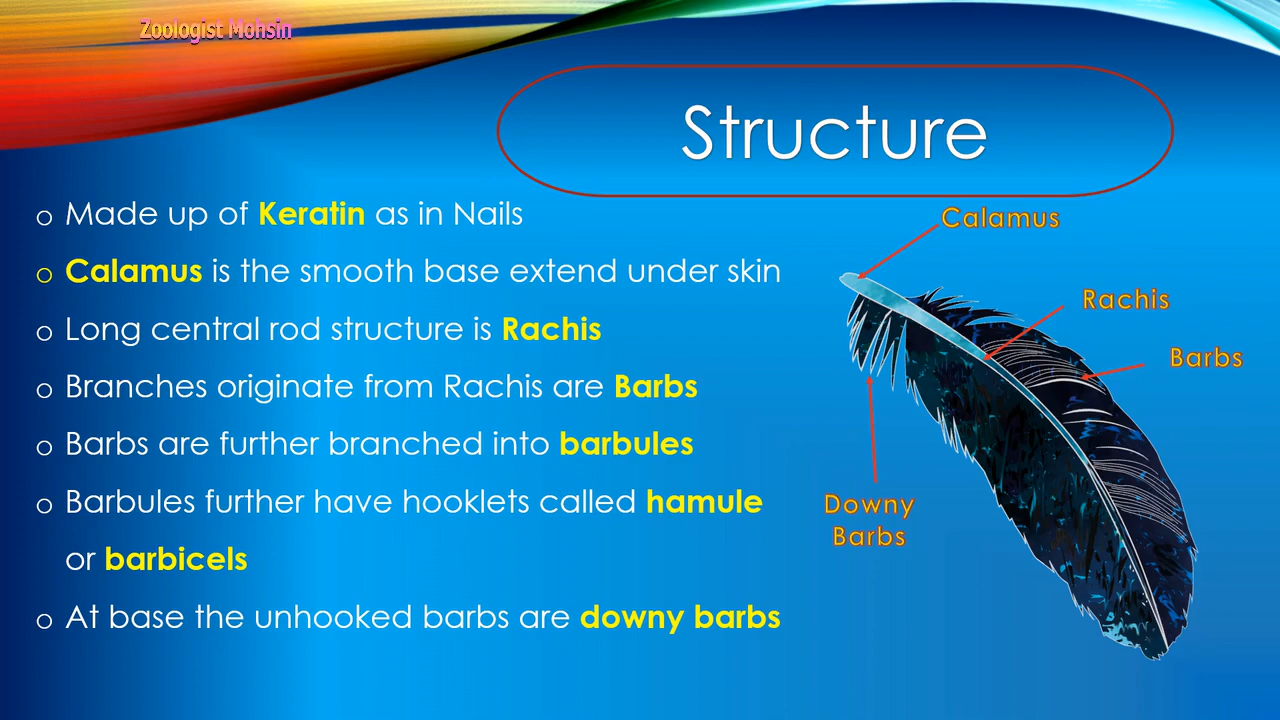 Zoologist Mohsin
Structure
o Made up of Keratin as in Nails
o Calamus is the smooth base extend under skin
o Long central rod structure is Rachis
o Branches originate from Rachis are Barbs
o Barbs are further branched into barbules
o Barbules further have hooklets called hamule
or barbicels
o At base the unhooked barbs are downy barbs
Calamus
Rachis
Barbs
Downy
Barbs